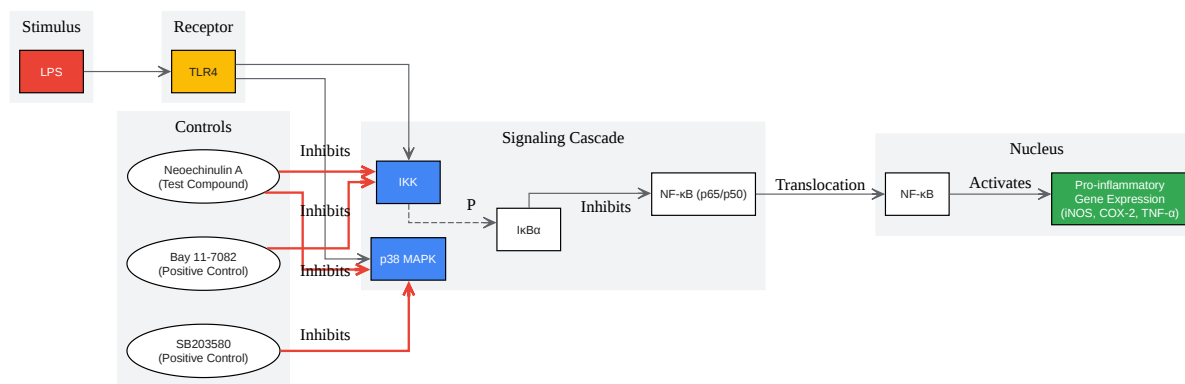 Stimulus
Receptor
LPS
TLR4
Controls
Signaling Cascade
Nucleus
Inhibits
Neoechinulin A
(Test Compound)
IKK
NF-κB (p65/p50)
Translocation
NF-κB
Activates
Pro-inflammatory
Gene Expression
(iNOS, COX-2, TNF-α)
Inhibits
P
IκBα
Inhibits
Bay 11-7082
(Positive Control)
Inhibits
p38 MAPK
Inhibits
SB203580
(Positive Control)